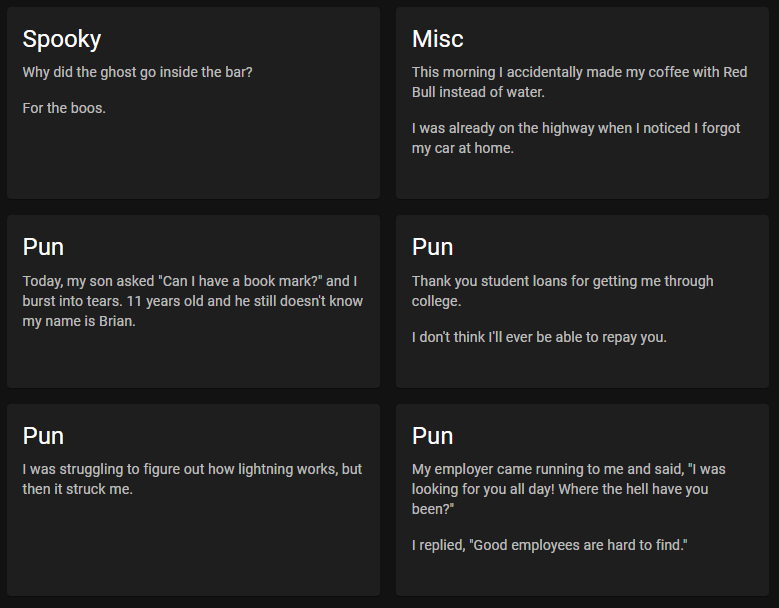 Spooky
Why did the ghost go inside the bar?
For the boos.
Misc
This morning I accidentally made my coffee with Red
Bull instead of water.
I was already on the highway when I noticed I forgot
my car at home.
Pun
Today, my son asked "Can I have a book mark?" and I
burst into tears. 11 years old and he still doesn't know
my name is Brian.
Pun
Thank you student loans for getting me through
college.
I don't think I'll ever be able to repay you.
Pun
I was struggling to figure out how lightning works, but
then it struck me.
Pun
My employer came running to me and said, "I was
looking for you all day! Where the hell have you
been?"
I replied, "Good employees are hard to find."